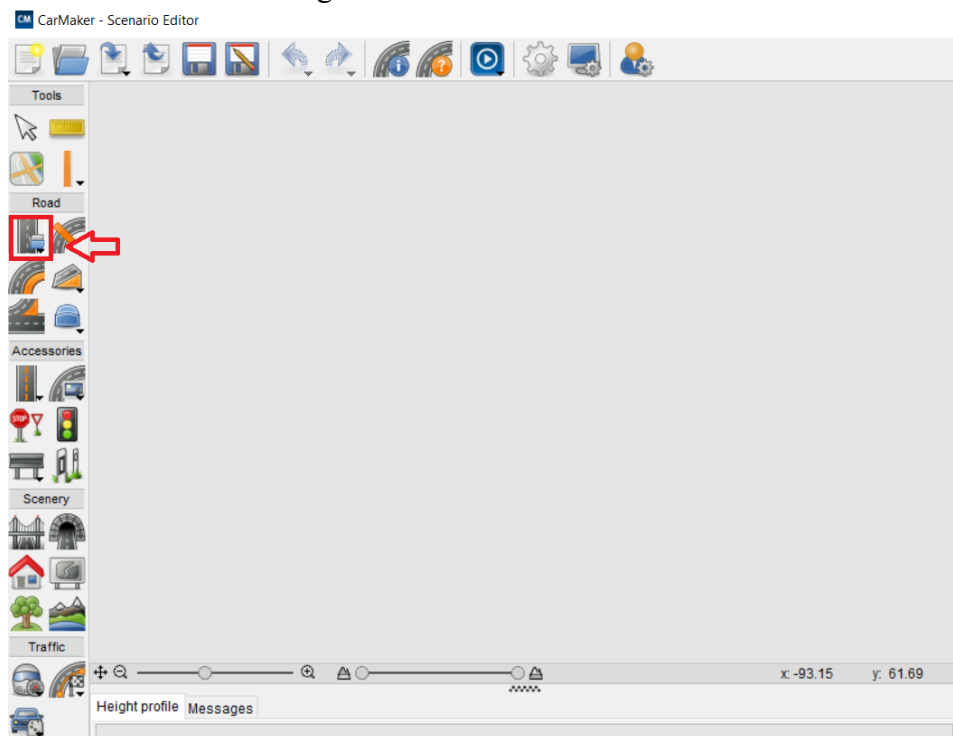 CM CarMaker - Scenario Editor
Tools
Road
Accessories
STOP
Scenery
Traffic
x: -93.15 y: 61.69
Height profile Messages